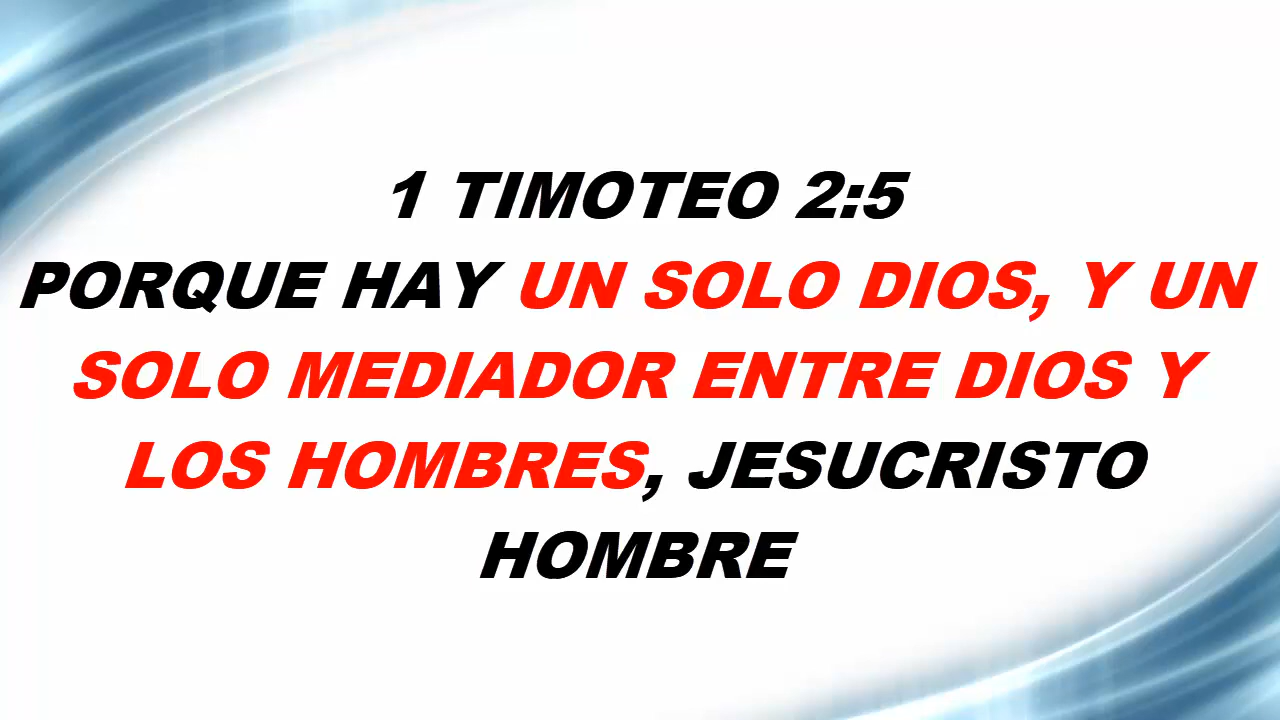 1 TIMOTEO 2:5
PORQUE HAY UN SOLO DIOS, Y UN
SOLO MEDIADOR ENTRE DIOS Y
LOS HOMBRES, JESUCRISTO
HOMBRE